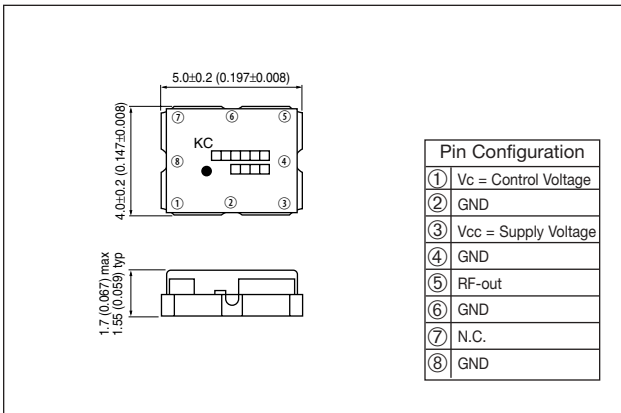 5.0±0.2 (0.197±0.008)
4.0±0.2 (0.147±0.008)
⑦ ⑥ ⑤
KC
⑧ ④
① ② ③
1.7 (0.067) max
1.55 (0.059) typ
Pin Configuration
① Vc = Control Voltage
② GND
③ Vcc = Supply Voltage
④ GND
⑤ RF-out
⑥ GND
⑦ N.C.
⑧ GND